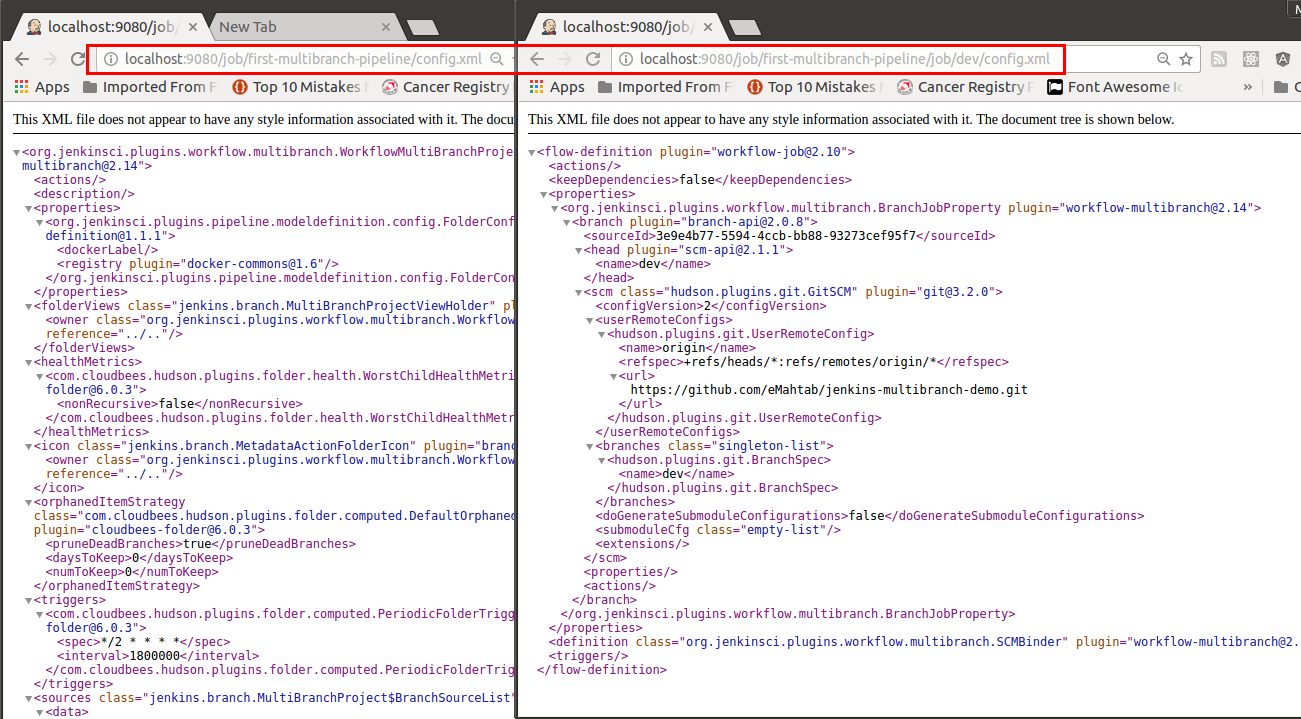 localhost:9080/job/
New Tab
localhost:9080/job/first-multibranch-pipeline/config.xml
Apps Imported From F Top 10 Mistakes Cancer Registry
This XML file does not appear to have any style information associated with it. The docum
<org.jenkinsci.plugins.workflow.multibranch.WorkflowMultiBranchProje
multibranch@2.14">
<actions/>
<description/>
<properties>
<org.jenkinsci.plugins.pipeline.modeldefinition.config.FolderConf
definition@1.1.1">
<dockerLabel/>
<registry plugin="docker-commons@1.6"/>
</org.jenkinsci.plugins.pipeline.modeldefinition.config.FolderCon
</properties>
<folderViews class="jenkins.branch.MultiBranchProjectViewHolder" pl
<owner class="org.jenkinsci.plugins.workflow.multibranch.Workflow
reference="../.."/>
</folderViews>
<healthMetrics>
<com.cloudbees.hudson.plugins.folder.health.WorstChildHealthMetri
folder@6.0.3">
<nonRecursive>false</nonRecursive>
</com.cloudbees.hudson.plugins.folder.health.WorstChildHealthMetr
</healthMetrics>
<icon class="jenkins.branch.MetadataActionFolderIcon" plugin="branc
<owner class="org.jenkinsci.plugins.workflow.multibranch.Workflow
reference="../.."/>
</icon>
<orphanedItemStrategy
class="com.cloudbees.hudson.plugins.folder.computed.DefaultOrphaned
plugin="cloudbees-folder@6.0.3">
<pruneDeadBranches>true</pruneDeadBranches>
<daysToKeep>0</daysToKeep>
<numToKeep>0</numToKeep>
</orphanedItemStrategy>
<triggers>
<com.cloudbees.hudson.plugins.folder.computed.PeriodicFolderTrigg
folder@6.0.3">
<spec>*/2 * * * *</spec>
<interval>1800000</interval>
</com.cloudbees.hudson.plugins.folder.computed.PeriodicFolderTrig
</triggers>
<sources class="jenkins.branch.MultiBranchProject$BranchSourceList"
<data>
localhost:9080/job/
localhost:9080/job/first-multibranch-pipeline/job/dev/config.xml
Apps Imported From F Top 10 Mistakes Cancer Registry Font Awesome Ic »
This XML file does not appear to have any style information associated with it. The document tree is shown below.
<flow-definition plugin="workflow-job@2.10">
<actions/>
<keepDependencies>false</keepDependencies>
<properties>
<org.jenkinsci.plugins.workflow.multibranch.BranchJobProperty plugin="workflow-multibranch@2.14">
<branch plugin="branch-api@2.0.8">
<sourceId>3e9e4b77-5594-4ccb-bb88-93273cef95f7</sourceId>
<head plugin="scm-api@2.1.1">
<name>dev</name>
</head>
<scm class="hudson.plugins.git.GitSCM" plugin="git@3.2.0">
<configVersion>2</configVersion>
<userRemoteConfigs>
<hudson.plugins.git.UserRemoteConfig>
<name>origin</name>
<refspec>+refs/heads/*:refs/remotes/origin/*</refspec>
<url>
https://github.com/eMahtab/jenkins-multibranch-demo.git
</url>
</hudson.plugins.git.UserRemoteConfig>
</userRemoteConfigs>
<branches class="singleton-list">
<hudson.plugins.git.BranchSpec>
<name>dev</name>
</hudson.plugins.git.BranchSpec>
</branches>
<doGenerateSubmoduleConfigurations>false</doGenerateSubmoduleConfigurations>
<submoduleCfg class="empty-list"/>
<extensions/>
</scm>
<properties/>
<actions/>
</branch>
</org.jenkinsci.plugins.workflow.multibranch.BranchJobProperty>
</properties>
<definition class="org.jenkinsci.plugins.workflow.multibranch.SCMBinder" plugin="workflow-multibranch@2.
<triggers/>
</flow-definition>